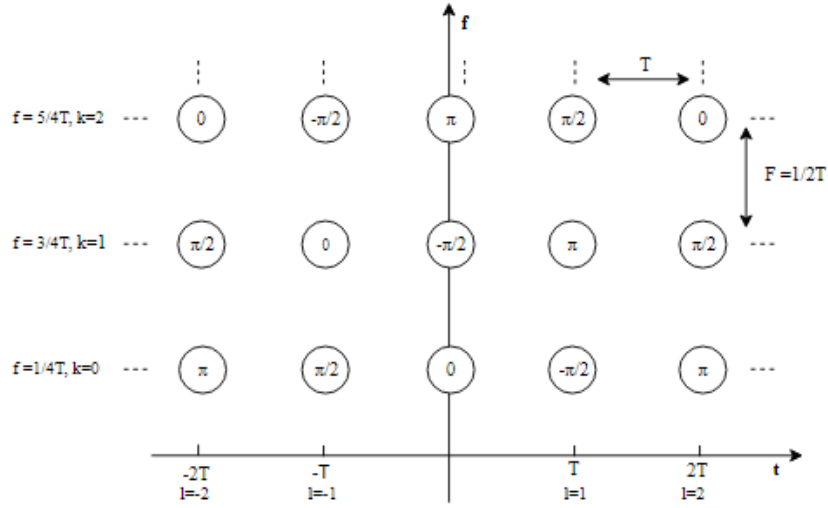 f
T
f = 5/4T, k=2 0 -π/2 π π/2 0
F =1/2T
f = 3/4T, k=1 π/2 0 -π/2 π π/2
f =1/4T, k=0 π π/2 0 -π/2 π
-2T -T T 2T t
l=-2 l=-1 l=1 l=2